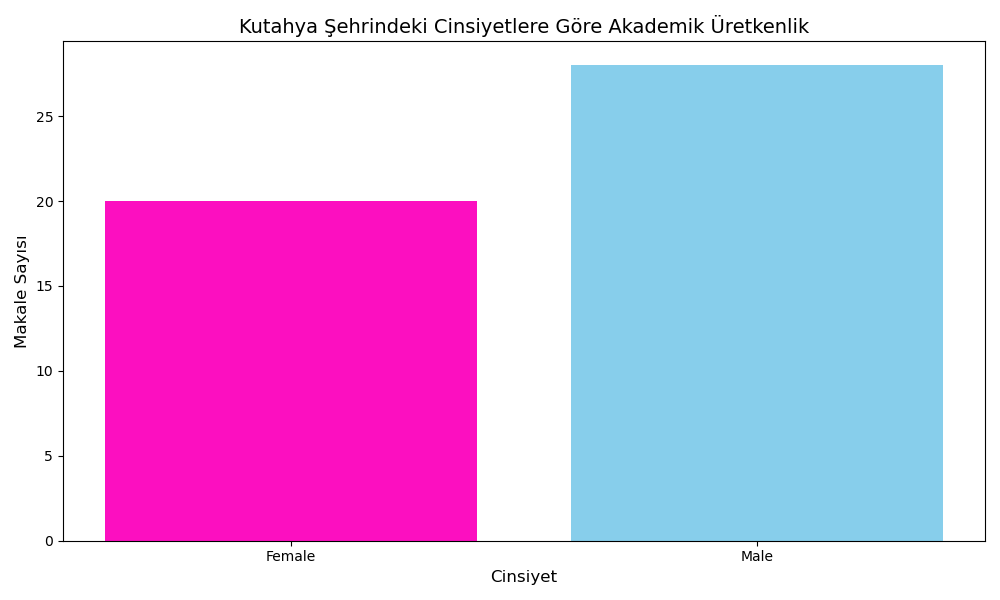 Kutahya Şehrindeki Cinsiyetlere Göre Akademik Üretkenlik
Makale Sayısı
25
20
15
10
5
0
Female
Male
Cinsiyet